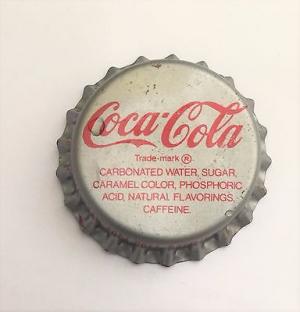 Coca-Cola
Trade-mark ®
CARBONATED WATER, SUGAR,
CARAMEL COLOR, PHOSPHORIC
ACID, NATURAL FLAVORINGS,
CAFFEINE.